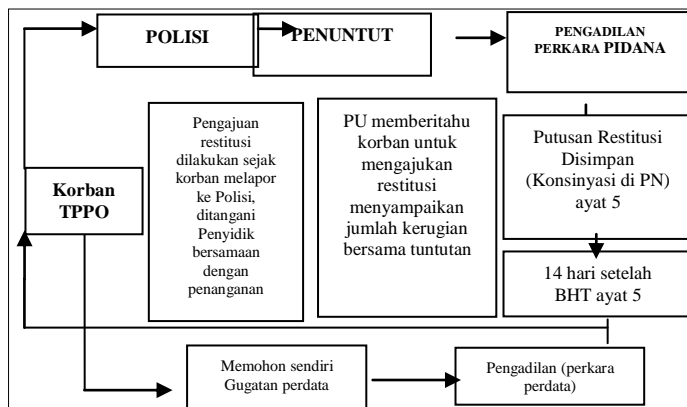 POLISI
PENUNTUT
PENGADILAN
PERKARA PIDANA
Korban
TPPO
Pengajuan
restitusi
dilakukan sejak
korban melapor
ke Polisi,
ditangani
Penyidik
bersamaan
dengan
penanganan
PU memberitahu
korban untuk
mengajukan
restitusi
menyampaikan
jumlah kerugian
bersama tuntutan
Putusan Restitusi
Disimpan
(Konsinyasi di PN)
ayat 5
14 hari setelah
BHT ayat 5
Memohon sendiri
Gugatan perdata
Pengadilan (perkara
perdata)